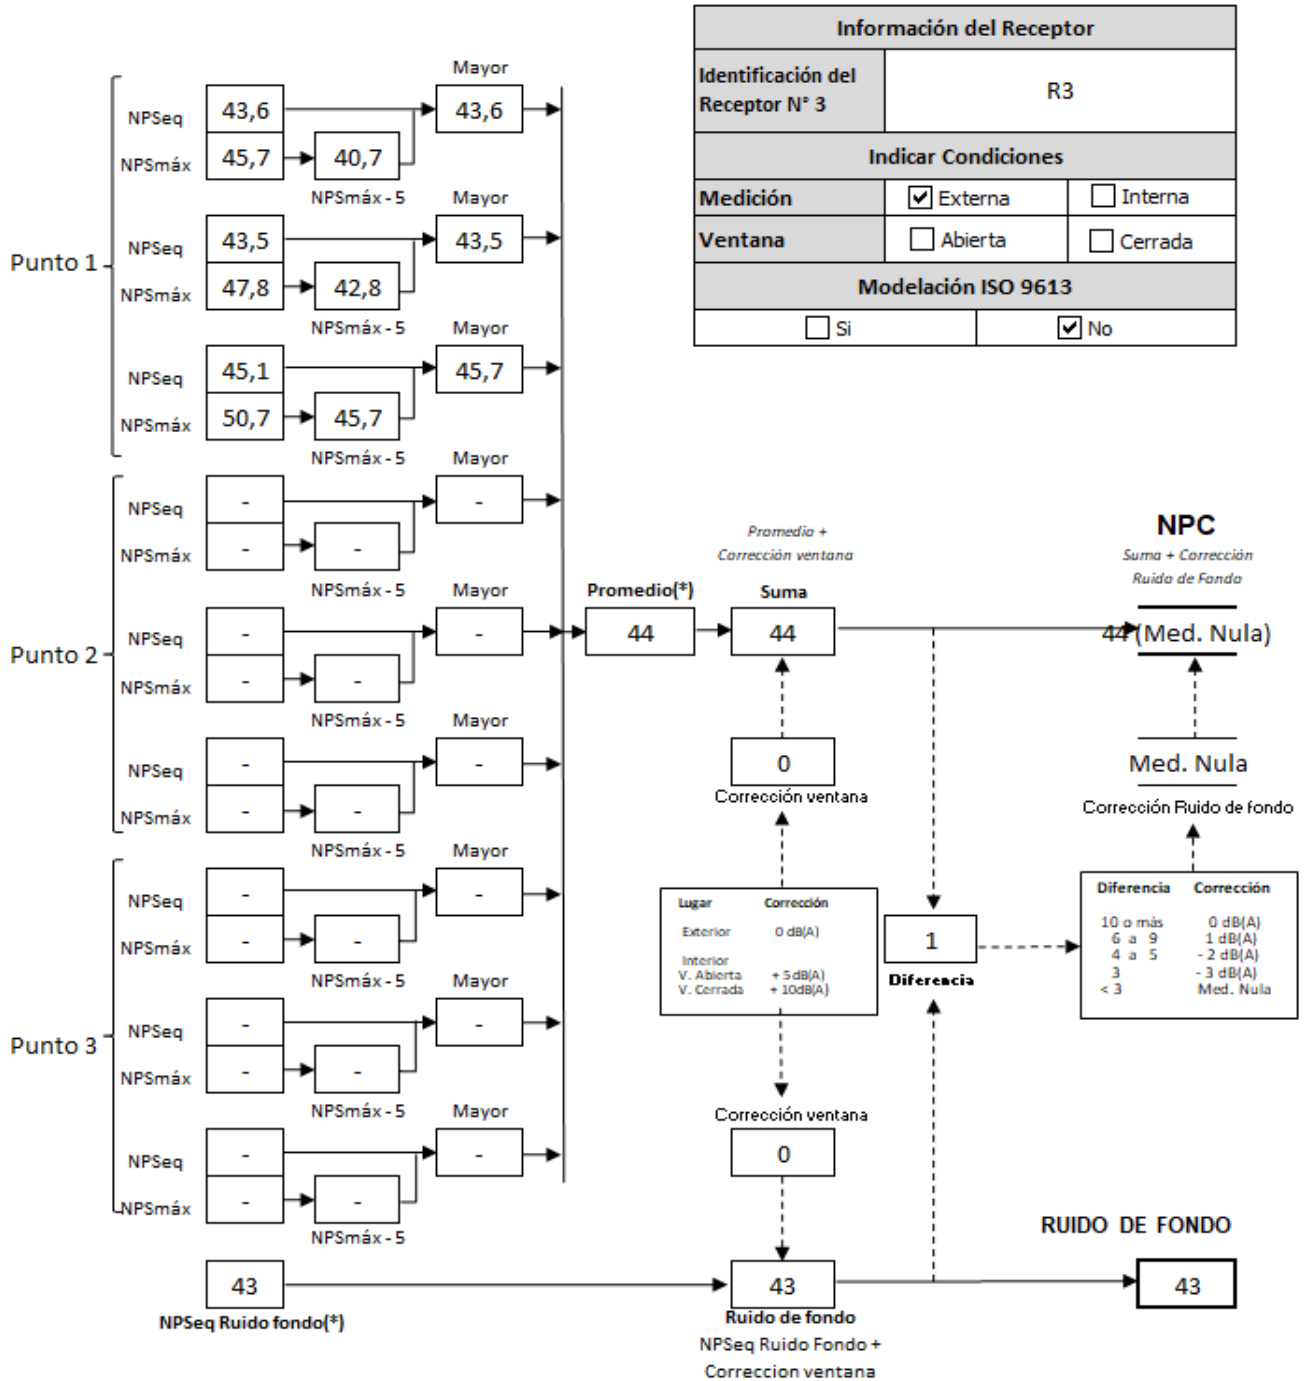 Información del Receptor
Identificación del
Receptor N° 3
R3
Indicar Condiciones
Medición
Externa
Interna
Ventana
Abierta
Cerrada
Modelación ISO 9613
Si
No
Punto 1
Mayor
NPSeq
43,6
43,6
NPSmáx
45,7
40,7
NPSmáx - 5
Mayor
NPSeq
43,5
43,5
NPSmáx
47,8
42,8
NPSmáx - 5
Mayor
NPSeq
45,1
45,7
NPSmáx
50,7
45,7
NPSmáx - 5
Punto 2
Mayor
NPSeq
-
-
NPSmáx
-
-
NPSmáx - 5
Mayor
NPSeq
-
-
NPSmáx
-
-
NPSmáx - 5
Mayor
NPSeq
-
-
NPSmáx
-
-
NPSmáx - 5
Punto 3
Mayor
NPSeq
-
-
NPSmáx
-
-
NPSmáx - 5
Mayor
NPSeq
-
-
NPSmáx
-
-
NPSmáx - 5
Mayor
NPSeq
-
-
NPSmáx
-
-
NPSmáx - 5
43
NPSeq Ruido fondo(*)
Promedio(*)
44
Promedio +
Corrección ventana
Suma
44
0
Corrección ventana
Lugar Corrección
Exterior 0 dB(A)
Interior
V. Abierta + 5dB(A)
V. Cerrada + 10dB(A)
Corrección ventana
0
43
Ruido de fondo
NPSeq Ruido Fondo +
Correccion ventana
1
Diferencia
NPC
Suma + Corrección
Ruido de Fondo
44 (Med. Nula)
Med. Nula
Corrección Ruido de fondo
Diferencia Corrección
10 o más 0 dB(A)
6 a 9 1 dB(A)
4 a 5 - 2 dB(A)
3 - 3 dB(A)
< 3 Med. Nula
RUIDO DE FONDO
43